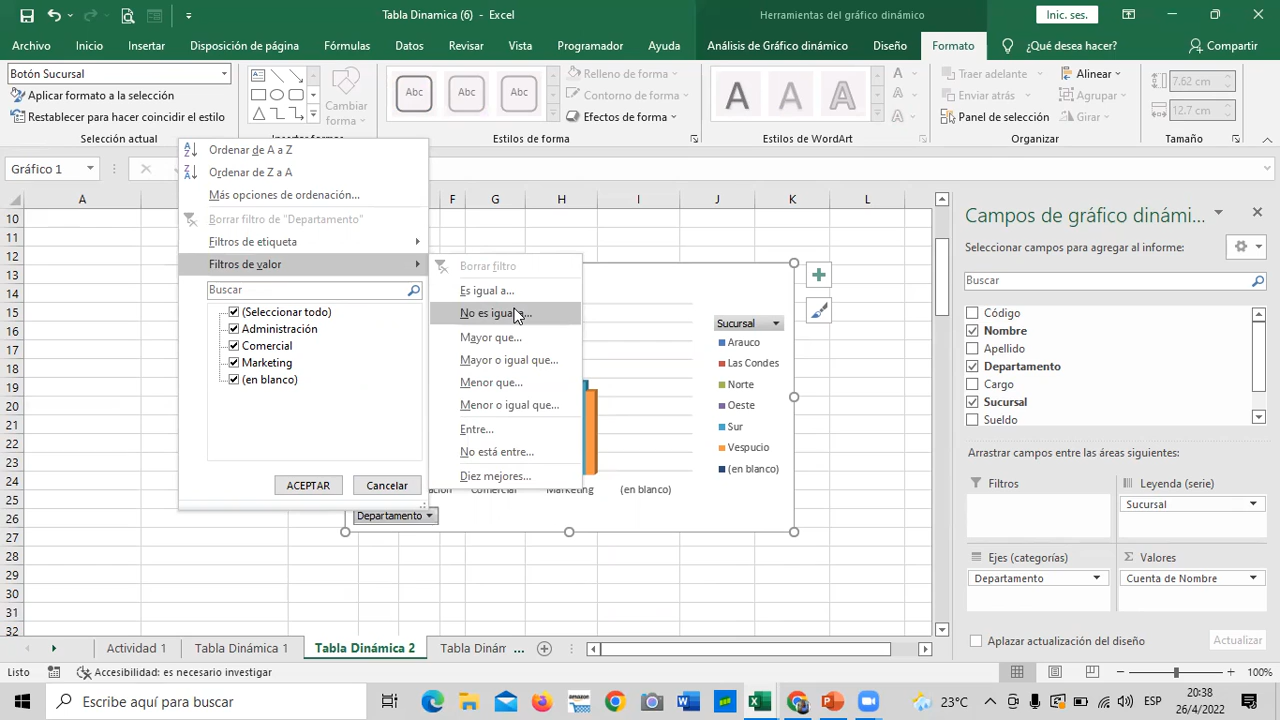 Tabla Dinamica (6) - Excel
Herramientas del gráfico dinámico
Inic. ses.
Archivo Inicio Insertar Disposición de página Fórmulas Datos Revisar Vista Programador Ayuda Análisis de Gráfico dinámico Diseño Formato ¿Qué desea hacer? Compartir
Botón Sucursal
Aplicar formato a la selección
Restablecer para hacer coincidir el estilo
Selección actual
Cambiar
forma
Insertar formas
Abc Abc Abc
Relleno de forma
Contorno de forma
Efectos de forma
Estilos de forma
A A A
A
A
A
Estilos de WordArt
Traer adelante
Enviar atrás
Panel de selección
Alinear
Agrupar
Girar
Organizar
7.62 cm
12.7 cm
Tamaño
Gráfico 1
A F G H I J K L
10
11
12
13
14
15
16
17
18
19
20
21
22
23
24
25
26
27
28
29
30
31
32
Ordenar de A a Z
Ordenar de Z a A
Más opciones de ordenación...
Borrar filtro de "Departamento"
Filtros de etiqueta
Filtros de valor
Buscar
(Seleccionar todo)
Administración
Comercial
Marketing
(en blanco)
ACEPTAR Cancelar
Borrar filtro
Es igual a...
Mayor que...
Mayor o igual que...
Menor que...
Menor o igual que...
Entre...
No está entre...
Diez mejores...
Sucursal
Arauco
Las Condes
Norte
Oeste
Sur
Vespucio
(en blanco)
Marketing (en blanco)
Departamento
Campos de gráfico dinámi...
Seleccionar campos para agregar al informe:
Buscar
Código
Nombre
Apellido
Departamento
Cargo
Sucursal
Sueldo
Arrastrar campos entre las áreas siguientes:
Filtros
Leyenda (serie)
Sucursal
Ejes (categorías)
Departamento
Valores
Cuenta de Nombre
Aplazar actualización del diseño Actualizar
Actividad 1 Tabla Dinámica 1 Tabla Dinámica 2 Tabla Dinám ...
Listo Accesibilidad: es necesario investigar 100%
Escribe aquí para buscar
23°C
ESP
20:38
26/4/2022